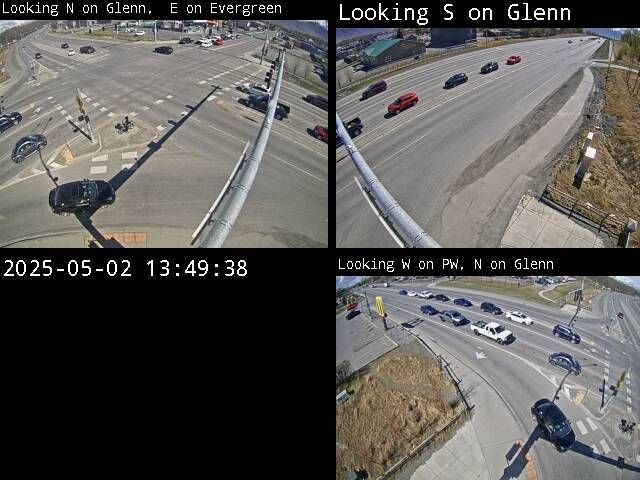 Looking N on Glenn,  E on Evergreen
Looking S on Glenn
2025-05-02 13:49:38
Looking W on PW, N on Glenn